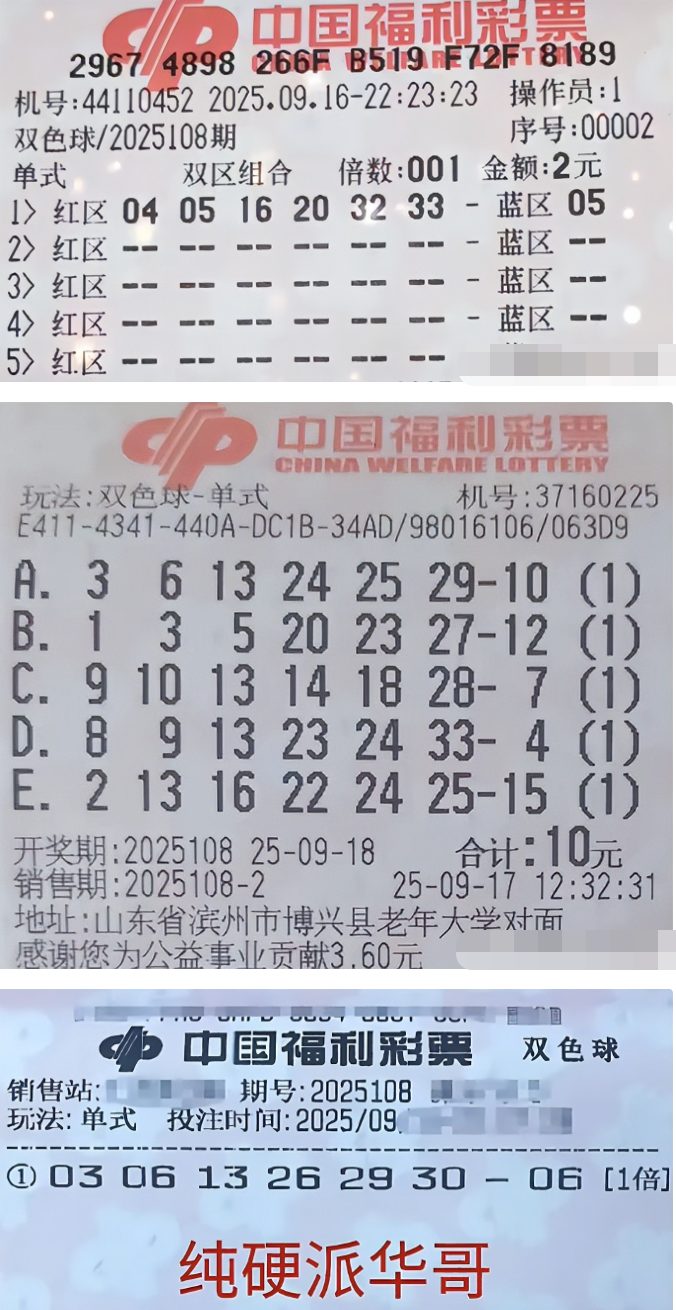 中国福利彩票
CHINA WELFARE LOTTERY
2967 4898 266F B519 F72F 8189
机号:44110452 2025.09.16-22:23:23 操作员:1
双色球/2025108期 序号:00002
单式 双区组合 倍数:001 金额:2元
1> 红区 04 05 16 20 32 33 - 蓝区 05
2> 红区 -- -- -- -- -- -- - 蓝区 --
3> 红区 -- -- -- -- -- -- - 蓝区 --
4> 红区 -- -- -- -- -- -- - 蓝区 --
5> 红区 -- -- -- -- -- --
中国福利彩票
CHINA WELFARE LOTTERY
玩法:双色球-单式 机号:37160225
E411-4341-440A-DC1B-34AD/98016106/063D9
A. 3 6 13 24 25 29-10 (1)
B. 1 3 5 20 23 27-12 (1)
C. 9 10 13 14 18 28- 7 (1)
D. 8 9 13 23 24 33- 4 (1)
E. 2 13 16 22 24 25-15 (1)
开奖期:2025108 25-09-18 合计:10元
销售期:2025108-2 25-09-17 12:32:31
地址:山东省滨州市博兴县老年大学对面
感谢您为公益事业贡献3.60元
中国福利彩票 双色球
销售站: 期号:2025108
玩法: 单式 投注时间:2025/09
① 03 06 13 26 29 30 - 06 [1倍]
纯硬派华哥